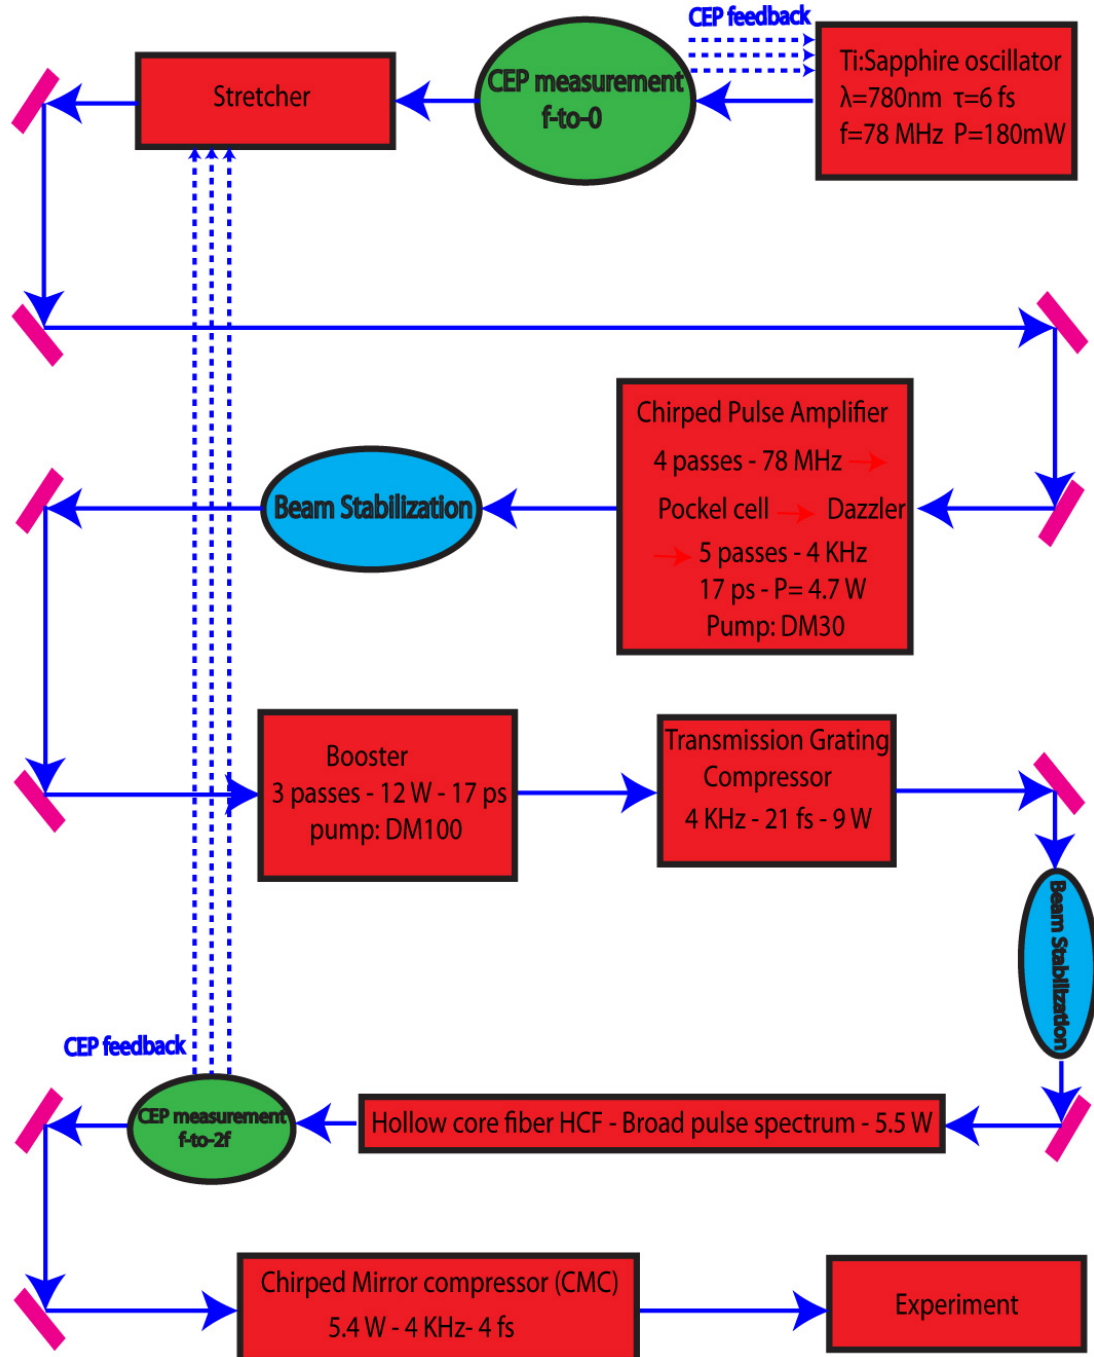 CEP feedback
Ti:Sapphire oscillator
λ=780nm τ=6 fs
f=78 MHz P=180mW
CEP measurement
f-to-0
Stretcher
Chirped Pulse Amplifier
4 passes - 78 MHz →
Pockel cell → Dazzler
→ 5 passes - 4 KHz
17 ps - P= 4.7 W
Pump: DM30
Beam Stabilization
Booster
3 passes - 12 W - 17 ps
pump: DM100
Transmission Grating
Compressor
4 KHz - 21 fs - 9 W
Beam Stabilization
Hollow core fiber HCF - Broad pulse spectrum - 5.5 W
CEP feedback
CEP measurement
f-to-2f
Chirped Mirror compressor (CMC)
5.4 W - 4 KHz- 4 fs
Experiment